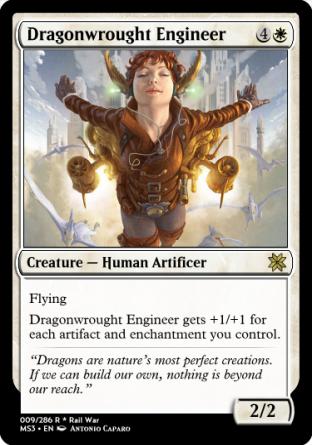 Dragonwrought Engineer 4
Creature — Human Artificer
Flying
Dragonwrought Engineer gets +1/+1 for
each artifact and enchantment you control.
“Dragons are nature’s most perfect creations.
If we can build our own, nothing is beyond
our reach.”
2/2
009/286 R * Rail War
MS3 • EN Antonio Caparo